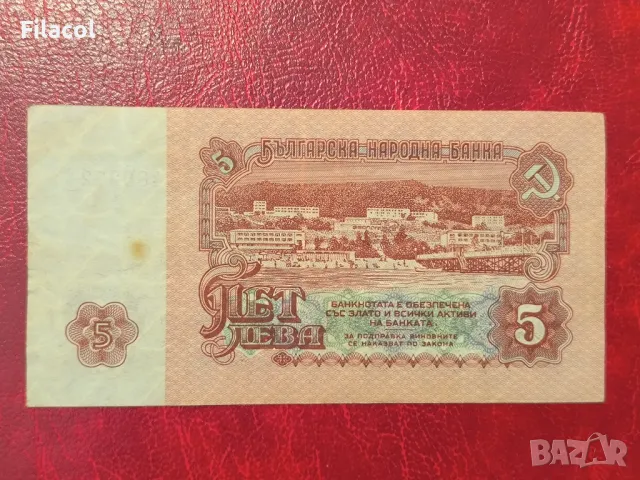 Filacol
5
БЪЛГАРСКА НАРОДНА БАНКА
ПЕТ
ЛЕВА
БАНКНОТАТА Е ОБЕЗПЕЧЕНА
СЪС ЗЛАТО И ВСИЧКИ АКТИВИ
НА БАНКАТА
ЗА ПОДПРАВКА ВИНОВНИТЕ
СЕ НАКАЗВАТ ПО ЗАКОНА
5
5
BAZAR